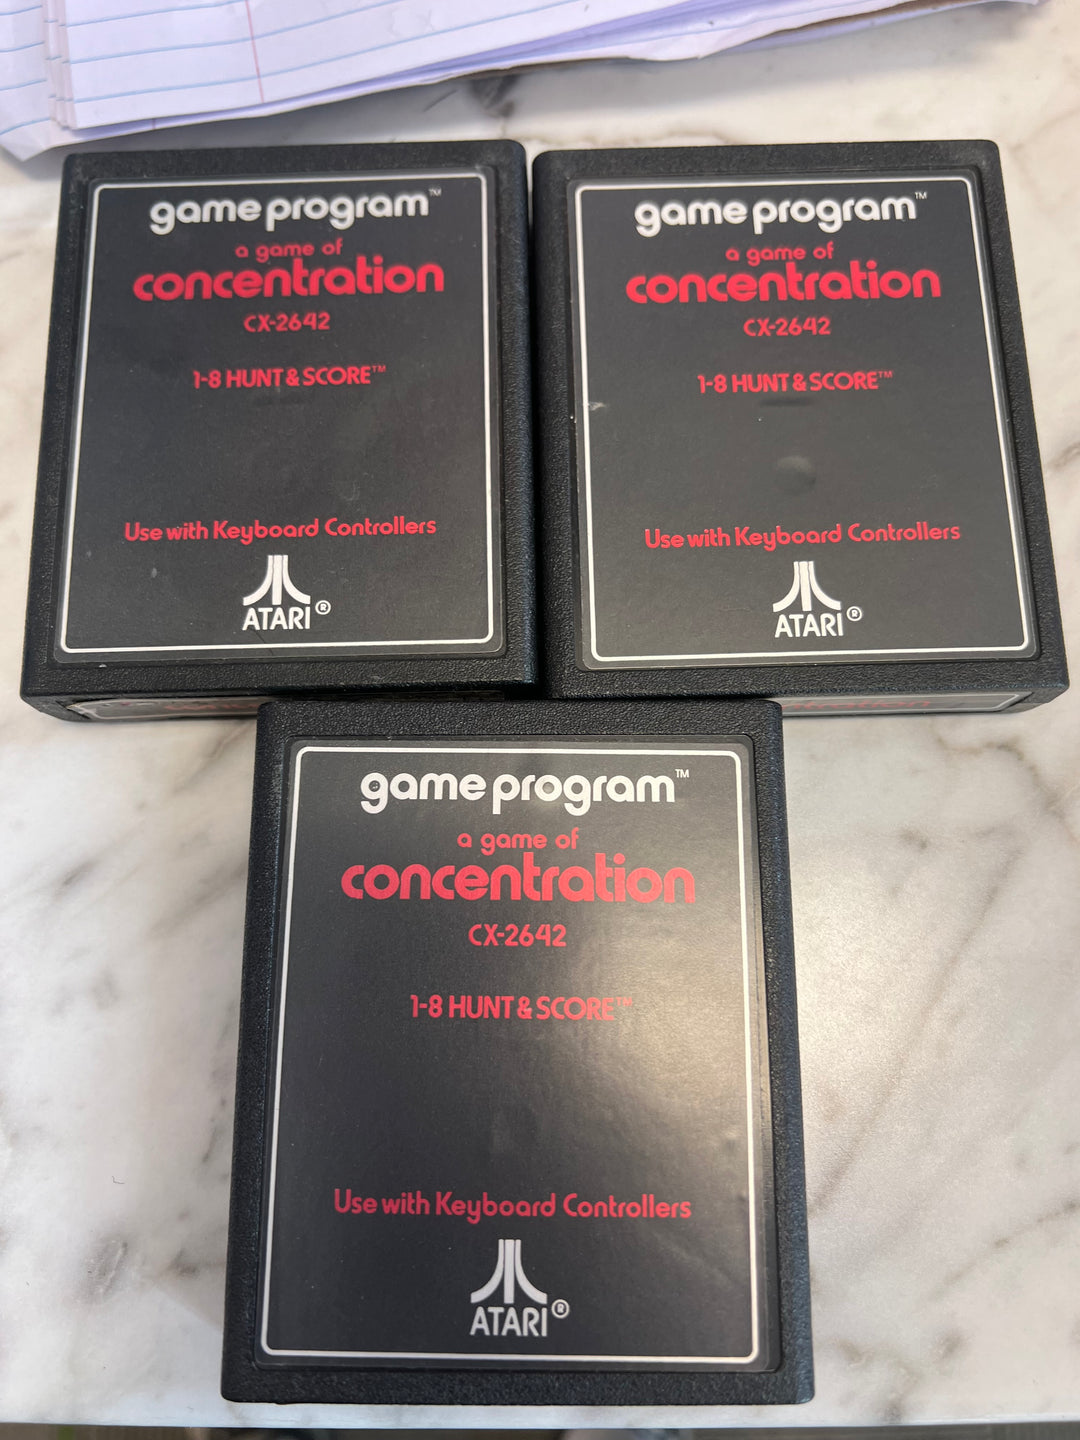 game program™
a game of
concentration
CX-2642
1-8 HUNT & SCORE™
Use with Keyboard Controllers
ATARI®
game program™
a game of
concentration
CX-2642
1-8 HUNT & SCORE™
Use with Keyboard Controllers
ATARI®
game program™
a game of
concentration
CX-2642
1-8 HUNT & SCORE™
Use with Keyboard Controllers
ATARI®